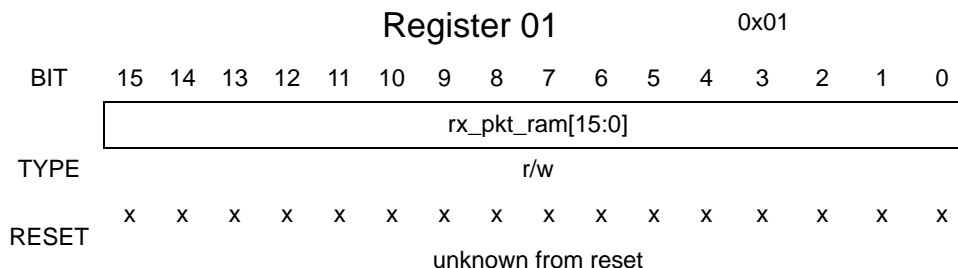 Register 01 0x01
BIT 15 14 13 12 11 10 9 8 7 6 5 4 3 2 1 0
rx_pkt_ram[15:0]
TYPE r/w
RESET x x x x x x x x x x x x x x x x
unknown from reset